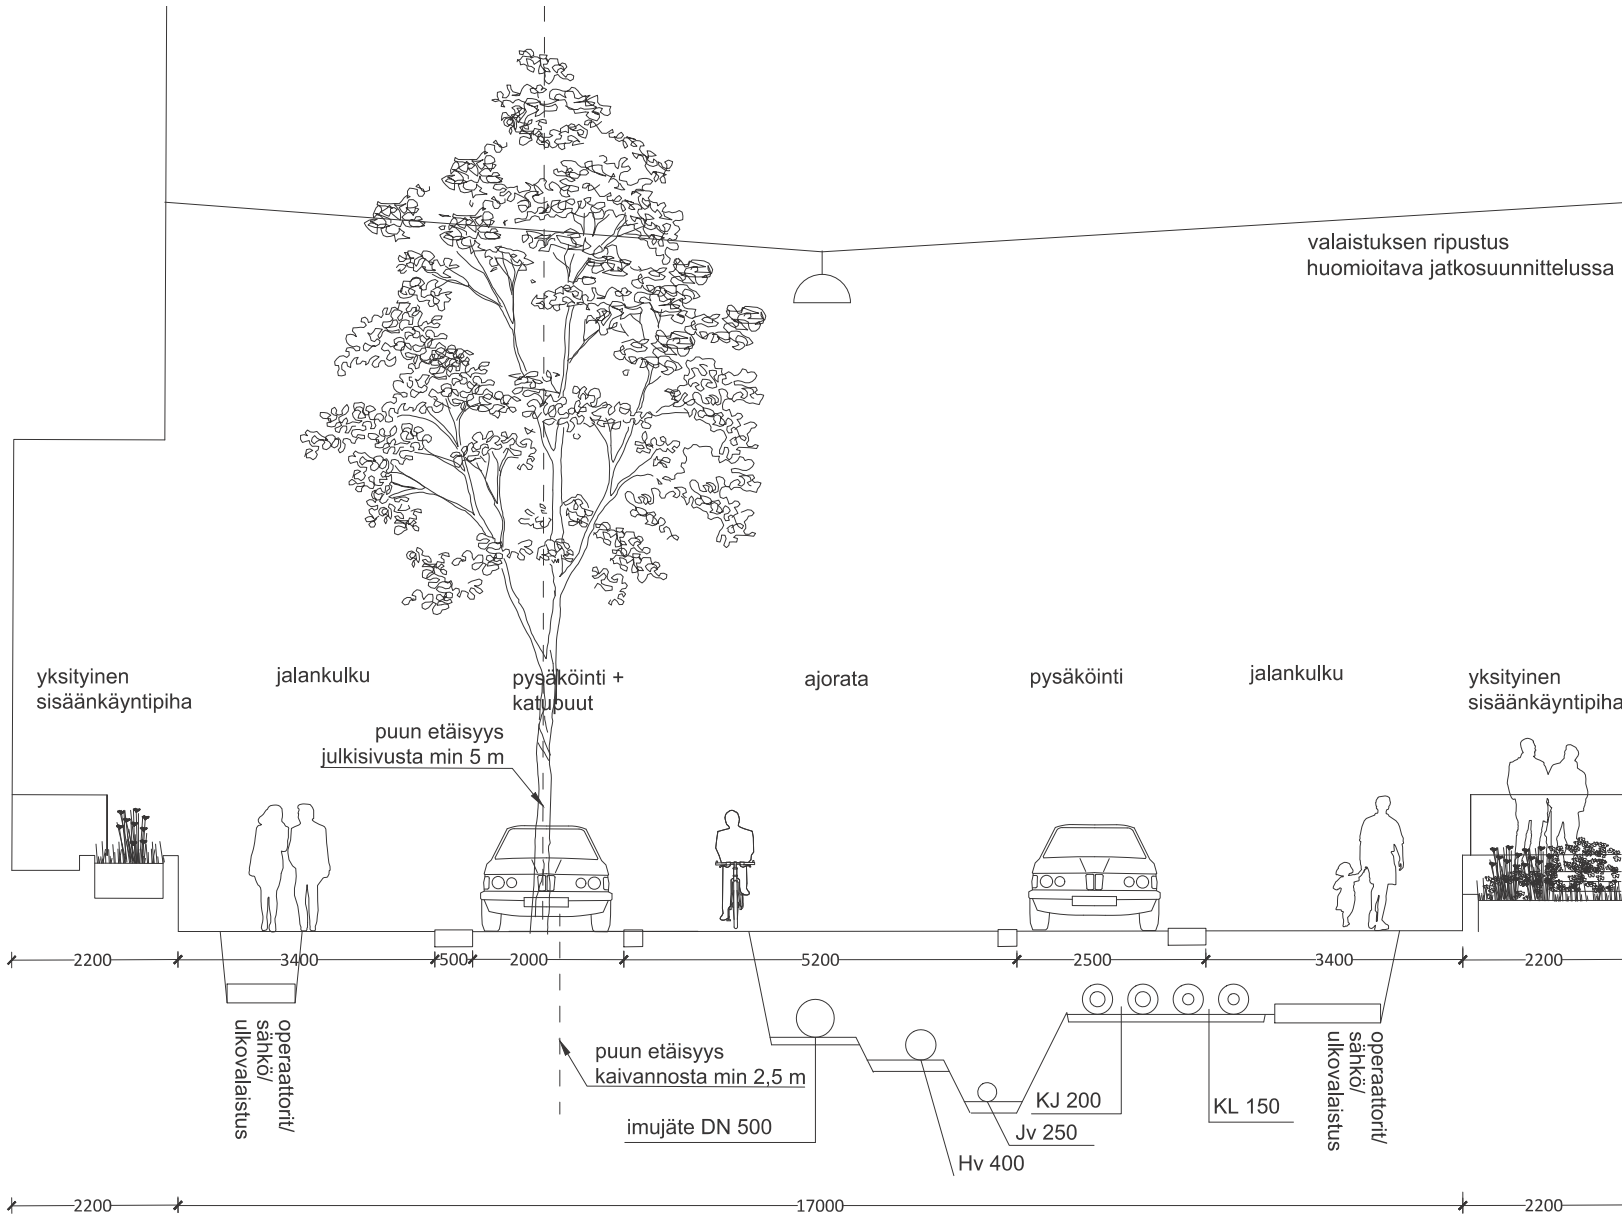 valaistuksen ripustus
huomioitava jatkosuunnittelussa
yksityinen
sisäänkäyntipiha
jalankulku
pysäköinti +
katupuut
ajorata
pysäköinti
jalankulku
yksityinen
sisäänkäyntipiha
puun etäisyys
julkisivusta min 5 m
2200
3400
500
2000
5200
2500
3400
2200
operaattorit/
sähkö/
ulkovalaistus
puun etäisyys
kaivannosta min 2,5 m
imujäte DN 500
Hv 400
Jv 250
KJ 200
KL 150
operaattorit/
sähkö/
ulkovalaistus
2200
17000
2200